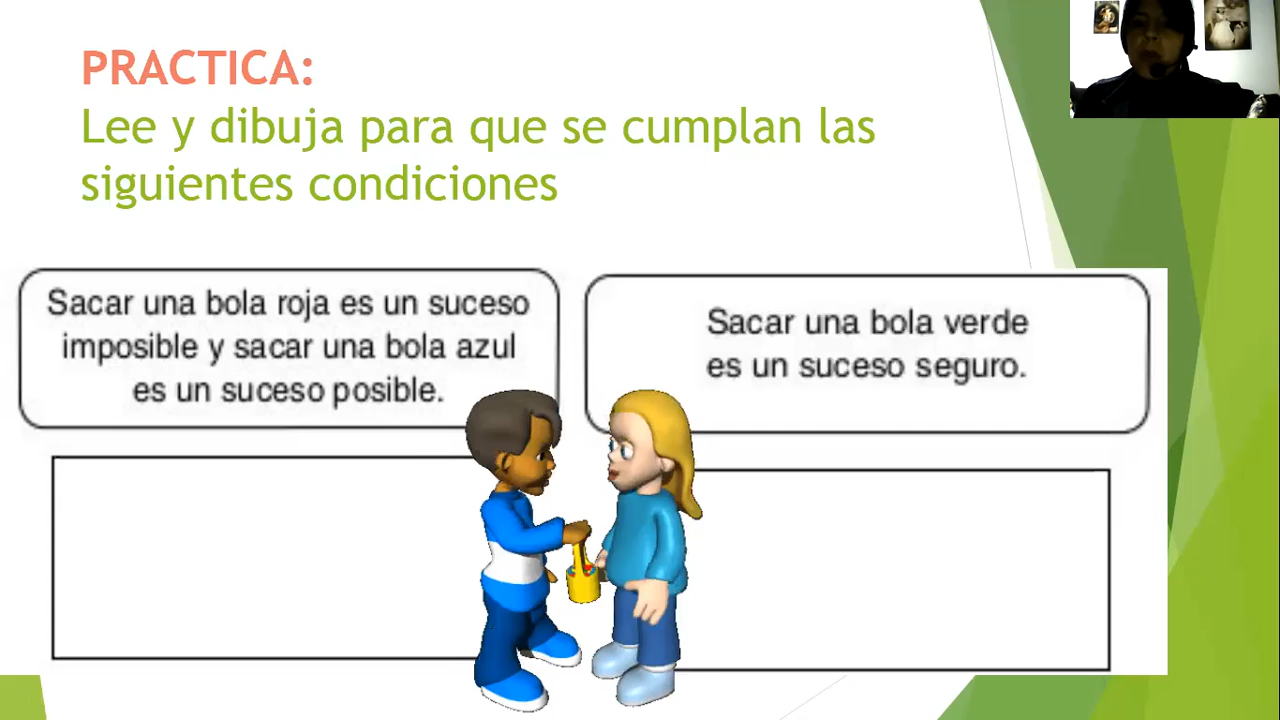 PRACTICA:
Lee y dibuja para que se cumplan las
siguientes condiciones
Sacar una bola roja es un suceso
imposible y sacar una bola azul
es un suceso posible.
Sacar una bola verde
es un suceso seguro.